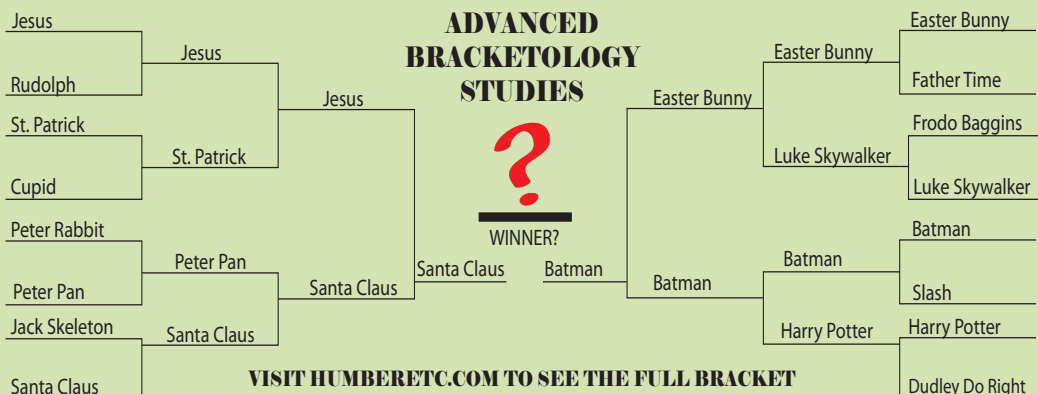 ADVANCED
BRACKETOLOGY
STUDIES
?
WINNER?
Jesus
Rudolph
St. Patrick
Cupid
Peter Rabbit
Peter Pan
Jack Skeleton
Santa Claus
Jesus
St. Patrick
Peter Pan
Santa Claus
Jesus
Santa Claus
Santa Claus
Batman
Easter Bunny
Batman
Easter Bunny
Luke Skywalker
Batman
Harry Potter
Easter Bunny
Father Time
Frodo Baggins
Luke Skywalker
Batman
Slash
Harry Potter
Dudley Do Right
VISIT HUMBERETC.COM TO SEE THE FULL BRACKET